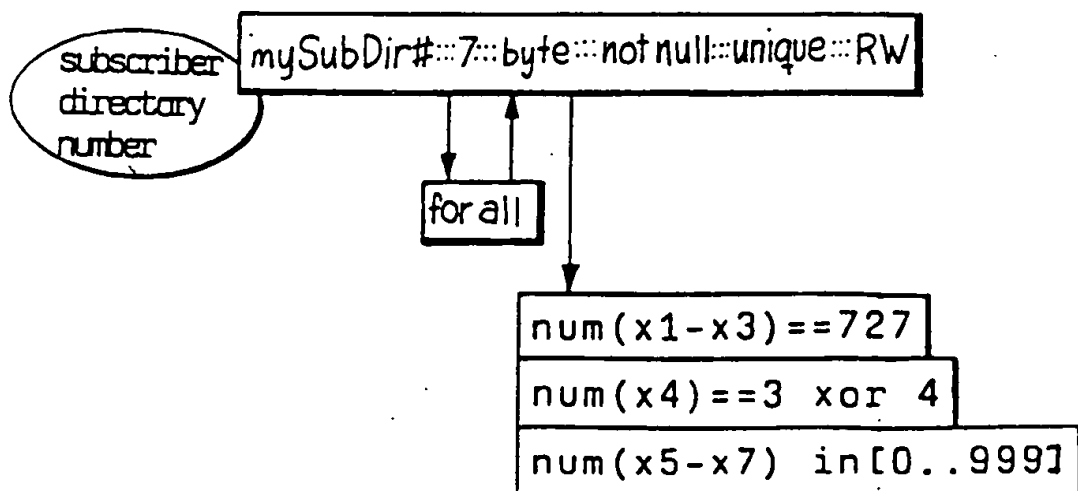 subscriber
directory
number
mySubDir#:::7:::byte:::not null:::unique:::RW
for all
num(x1-x3)==727
num(x4)==3 xor 4
num(x5-x7) in[0..999]